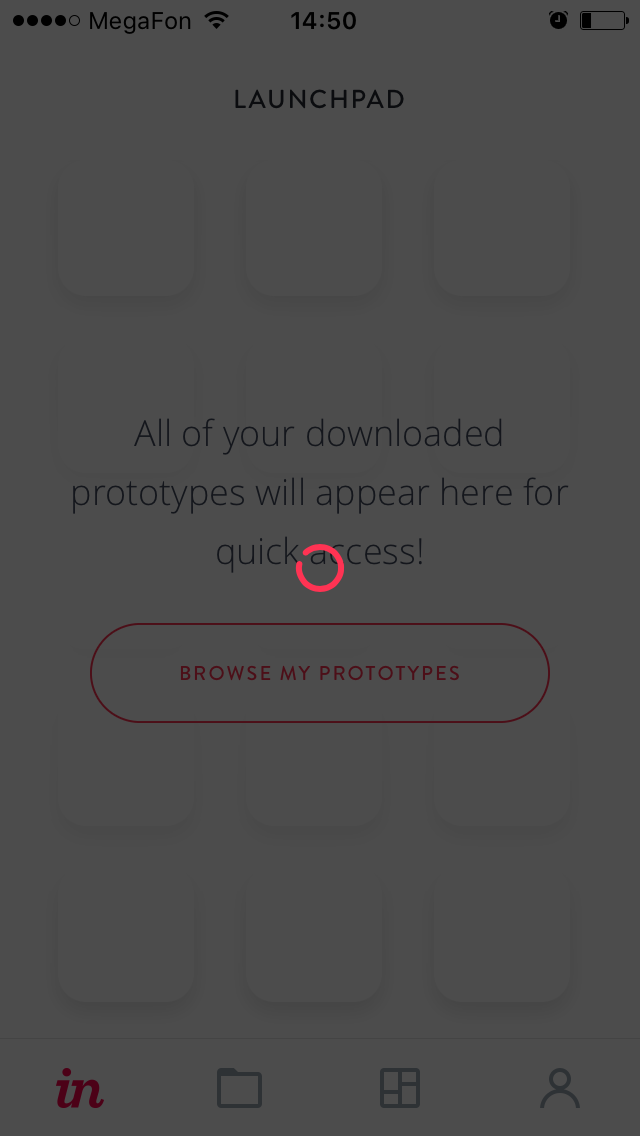 MegaFon 14:50
LAUNCHPAD
All of your downloaded
prototypes will appear here for
quick access!
BROWSE MY PROTOTYPES
in